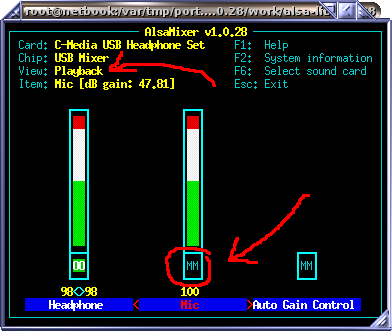 root@netbook:/var/tmp/port....0.28/work/alsa-
AlsaMixer v1.0.28
Card: C-Media USB Headphone Set F1: Help
Chip: USB Mixer F2: System information
View: Playback F6: Select sound card
Item: Mic [dB gain: 47.81] Esc: Exit
OO MM MM
98<>98 100
Headphone < Mic > Auto Gain Control